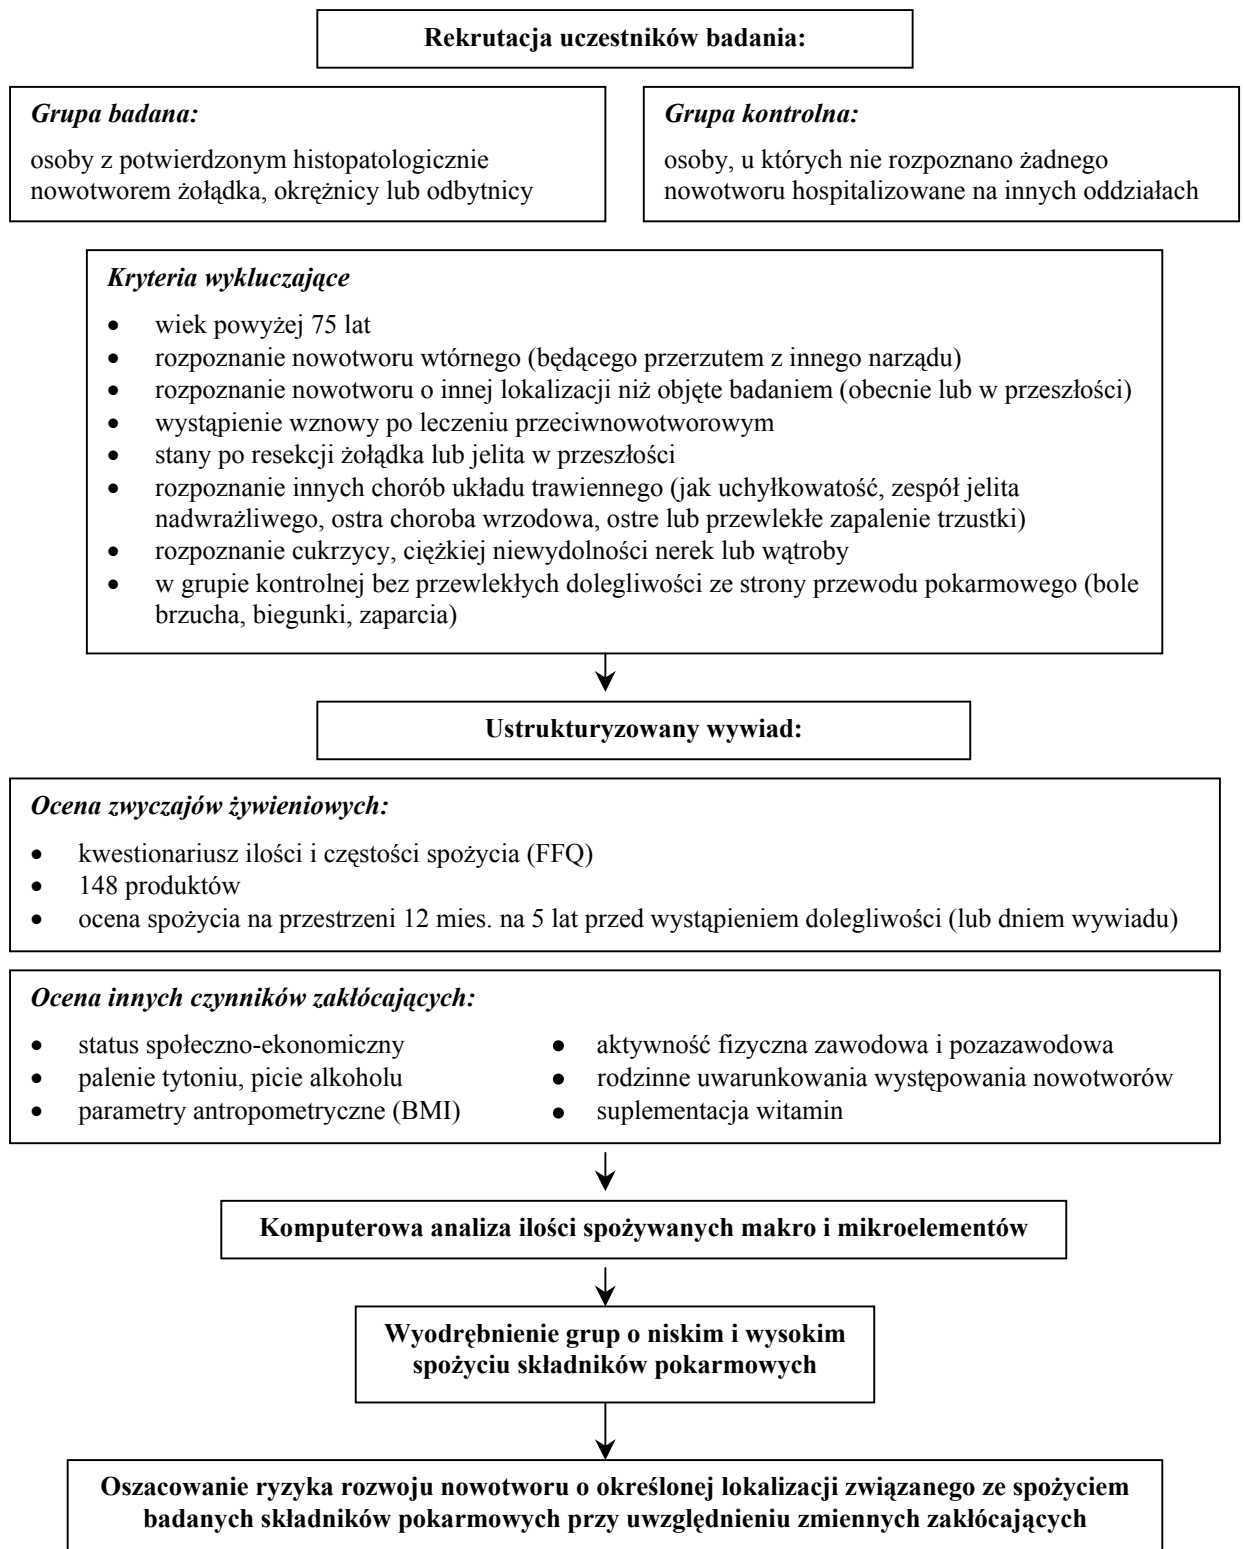 Rekrutacja uczestników badania:
Grupa badana:
osoby z potwierdzonym histopatologicznie
nowotworem żołądka, okrężnicy lub odbytnicy
Grupa kontrolna:
osoby, u których nie rozpoznano żadnego
nowotworu hospitalizowane na innych oddziałach
Kryteria wykluczające
• wiek powyżej 75 lat
• rozpoznanie nowotworu wtórnego (będącego przerzutem z innego narządu)
• rozpoznanie nowotworu o innej lokalizacji niż objęte badaniem (obecnie lub w przeszłości)
• wystąpienie wznowy po leczeniu przeciwnowotworowym
• stany po resekcji żołądka lub jelita w przeszłości
• rozpoznanie innych chorób układu trawiennego (jak uchyłkowatość, zespół jelita
nadwrażliwego, ostra choroba wrzodowa, ostre lub przewlekłe zapalenie trzustki)
• rozpoznanie cukrzycy, ciężkiej niewydolności nerek lub wątroby
• w grupie kontrolnej bez przewlekłych dolegliwości ze strony przewodu pokarmowego (bole
brzucha, biegunki, zaparcia)
Ustrukturyzowany wywiad:
Ocena zwyczajów żywieniowych:
• kwestionariusz ilości i częstości spożycia (FFQ)
• 148 produktów
• ocena spożycia na przestrzeni 12 mies. na 5 lat przed wystąpieniem dolegliwości (lub dniem wywiadu)
Ocena innych czynników zakłócających:
• status społeczno-ekonomiczny
• palenie tytoniu, picie alkoholu
• parametry antropometryczne (BMI)
• aktywność fizyczna zawodowa i pozazawodowa
• rodzinne uwarunkowania występowania nowotworów
• suplementacja witamin
Komputerowa analiza ilości spożywanych makro i mikroelementów
Wyodrębnienie grup o niskim i wysokim
spożyciu składników pokarmowych
Oszacowanie ryzyka rozwoju nowotworu o określonej lokalizacji związanego ze spożyciem
badanych składników pokarmowych przy uwzględnieniu zmiennych zakłócających